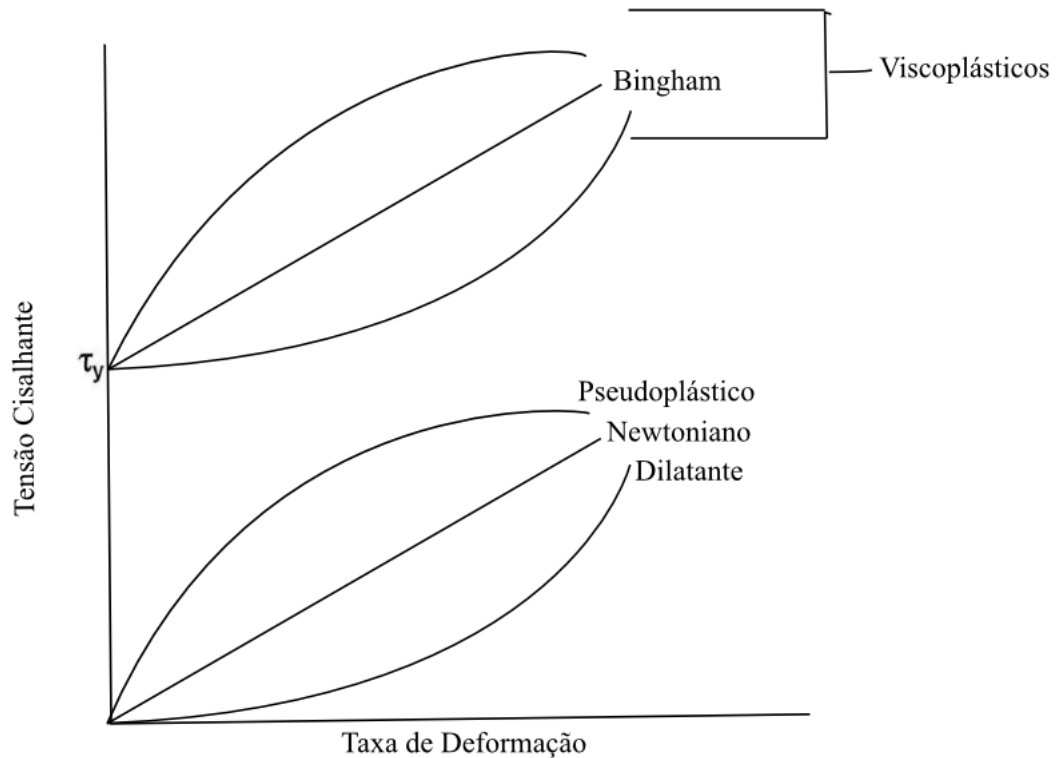 Bingham
Viscoplásticos
Tensão Cisalhante
τy
Pseudoplástico
Newtoniano
Dilatante
Taxa de Deformação